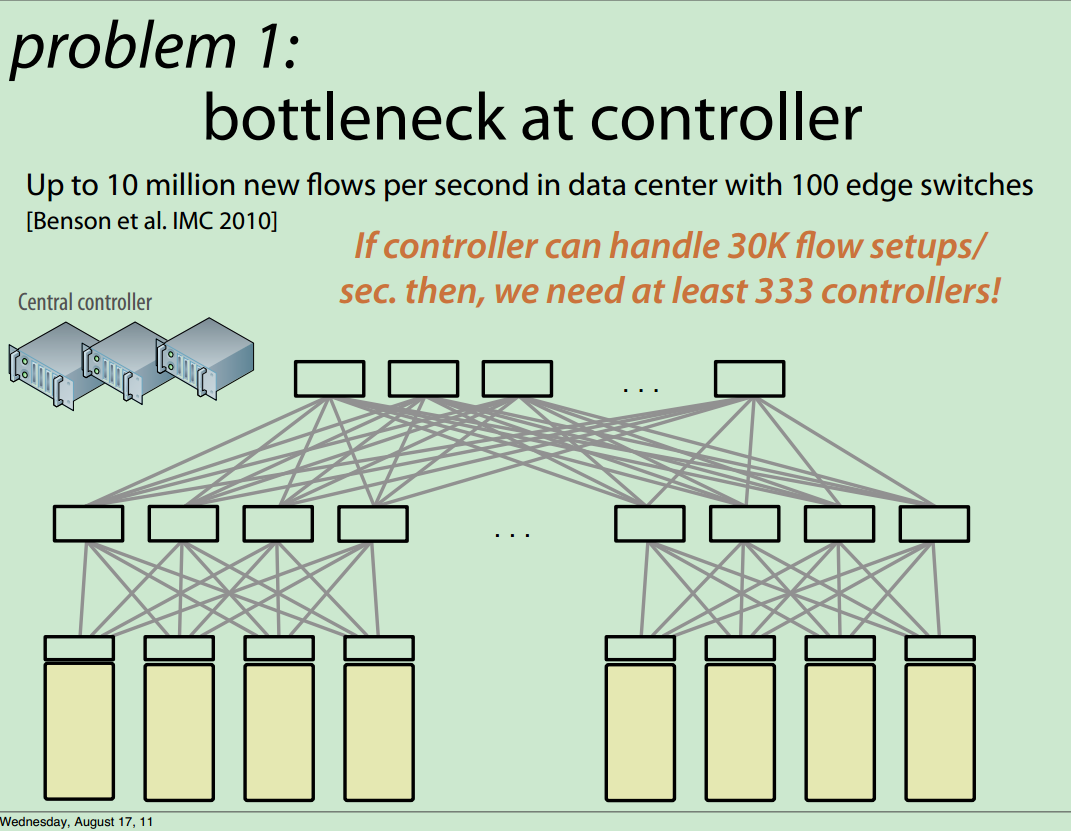 problem 1:
bottleneck at controller
Up to 10 million new flows per second in data center with 100 edge switches
[Benson et al. IMC 2010]
If controller can handle 30K flow setups/
sec. then, we need at least 333 controllers!
Central controller
. . .
. . .
Wednesday, August 17, 11